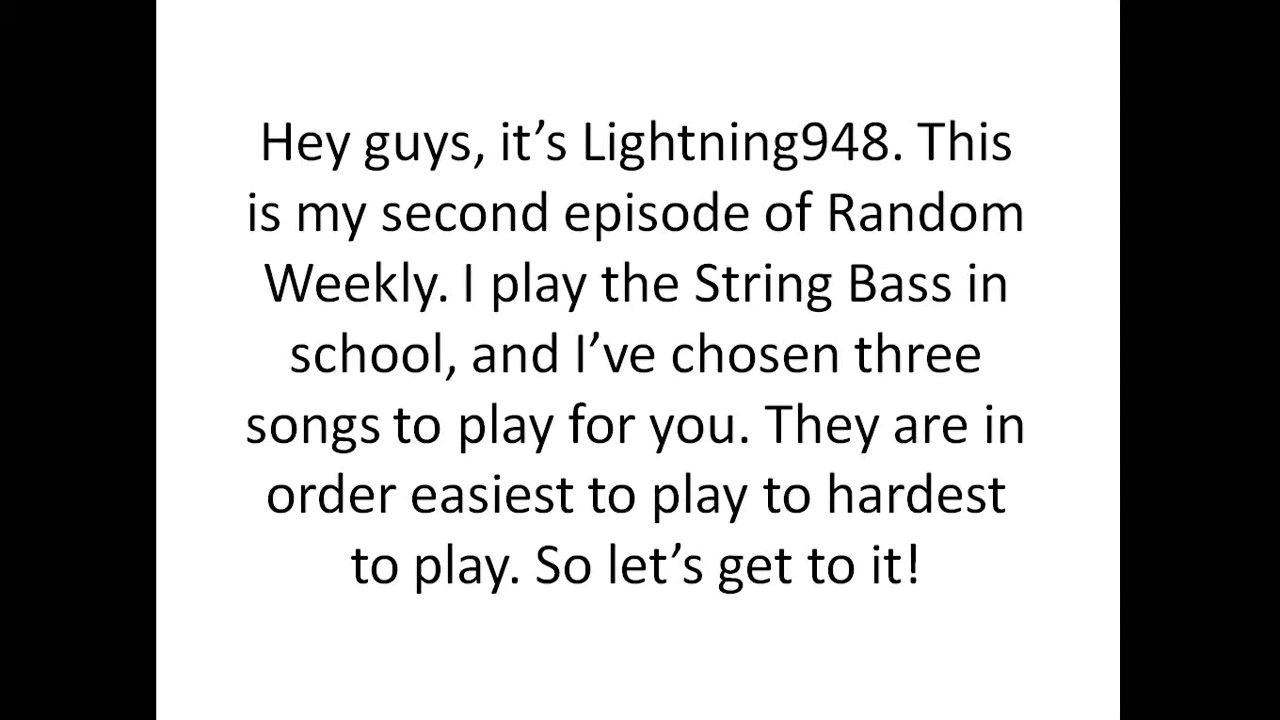 Hey guys, it’s Lightning948. This
is my second episode of Random
Weekly. I play the String Bass in
school, and I’ve chosen three
songs to play for you. They are in
order easiest to play to hardest
to play. So let’s get to it!